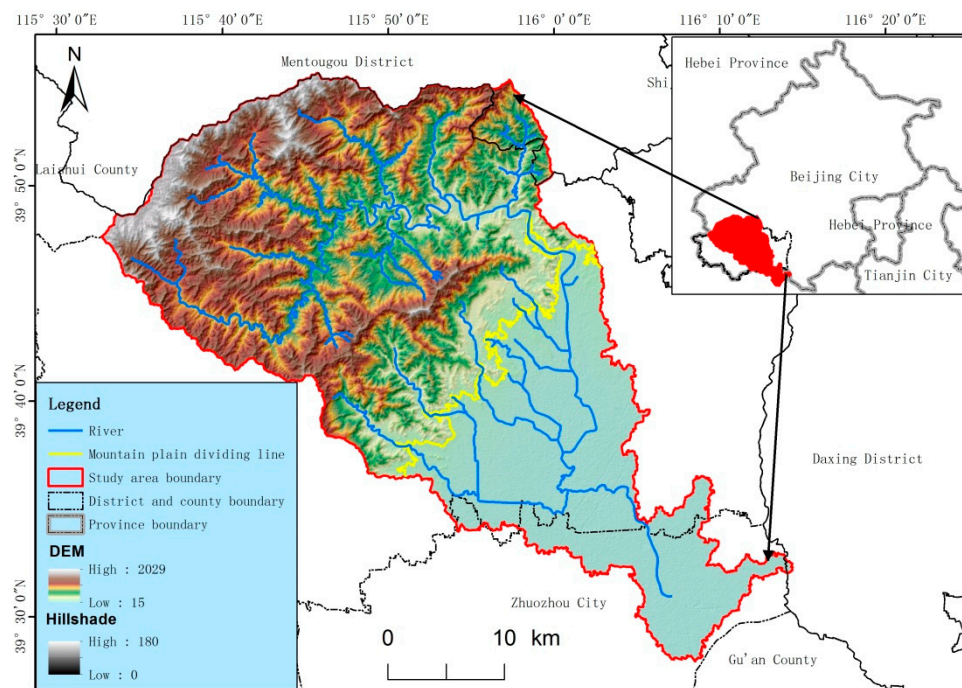 115° 30′0″E
115° 40′0″E
115° 50′0″E
116° 0′0″E
116° 10′0″E
116° 20′0″E
N
Mentougou District
Hebei Province
Shi
Laishui County
Beijing City
Hebei Province
Tianjin City
39° 50′0″N
39° 40′0″N
39° 30′0″N
Legend
River
Mountain plain dividing line
Study area boundary
District and county boundary
Province boundary
DEM
High : 2029
Low : 15
Hillshade
High : 180
Low : 0
Daxing District
Zhuozhou City
Gu'an County
0 10 km